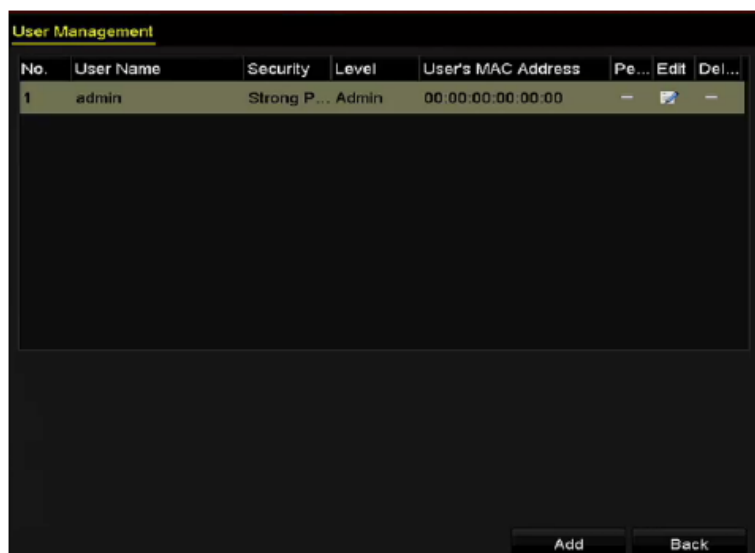 User Management
No. User Name Security Level User's MAC Address Pe... Edit Del...
1 admin Strong P... Admin 00:00:00:00:00:00 – –
Add Back